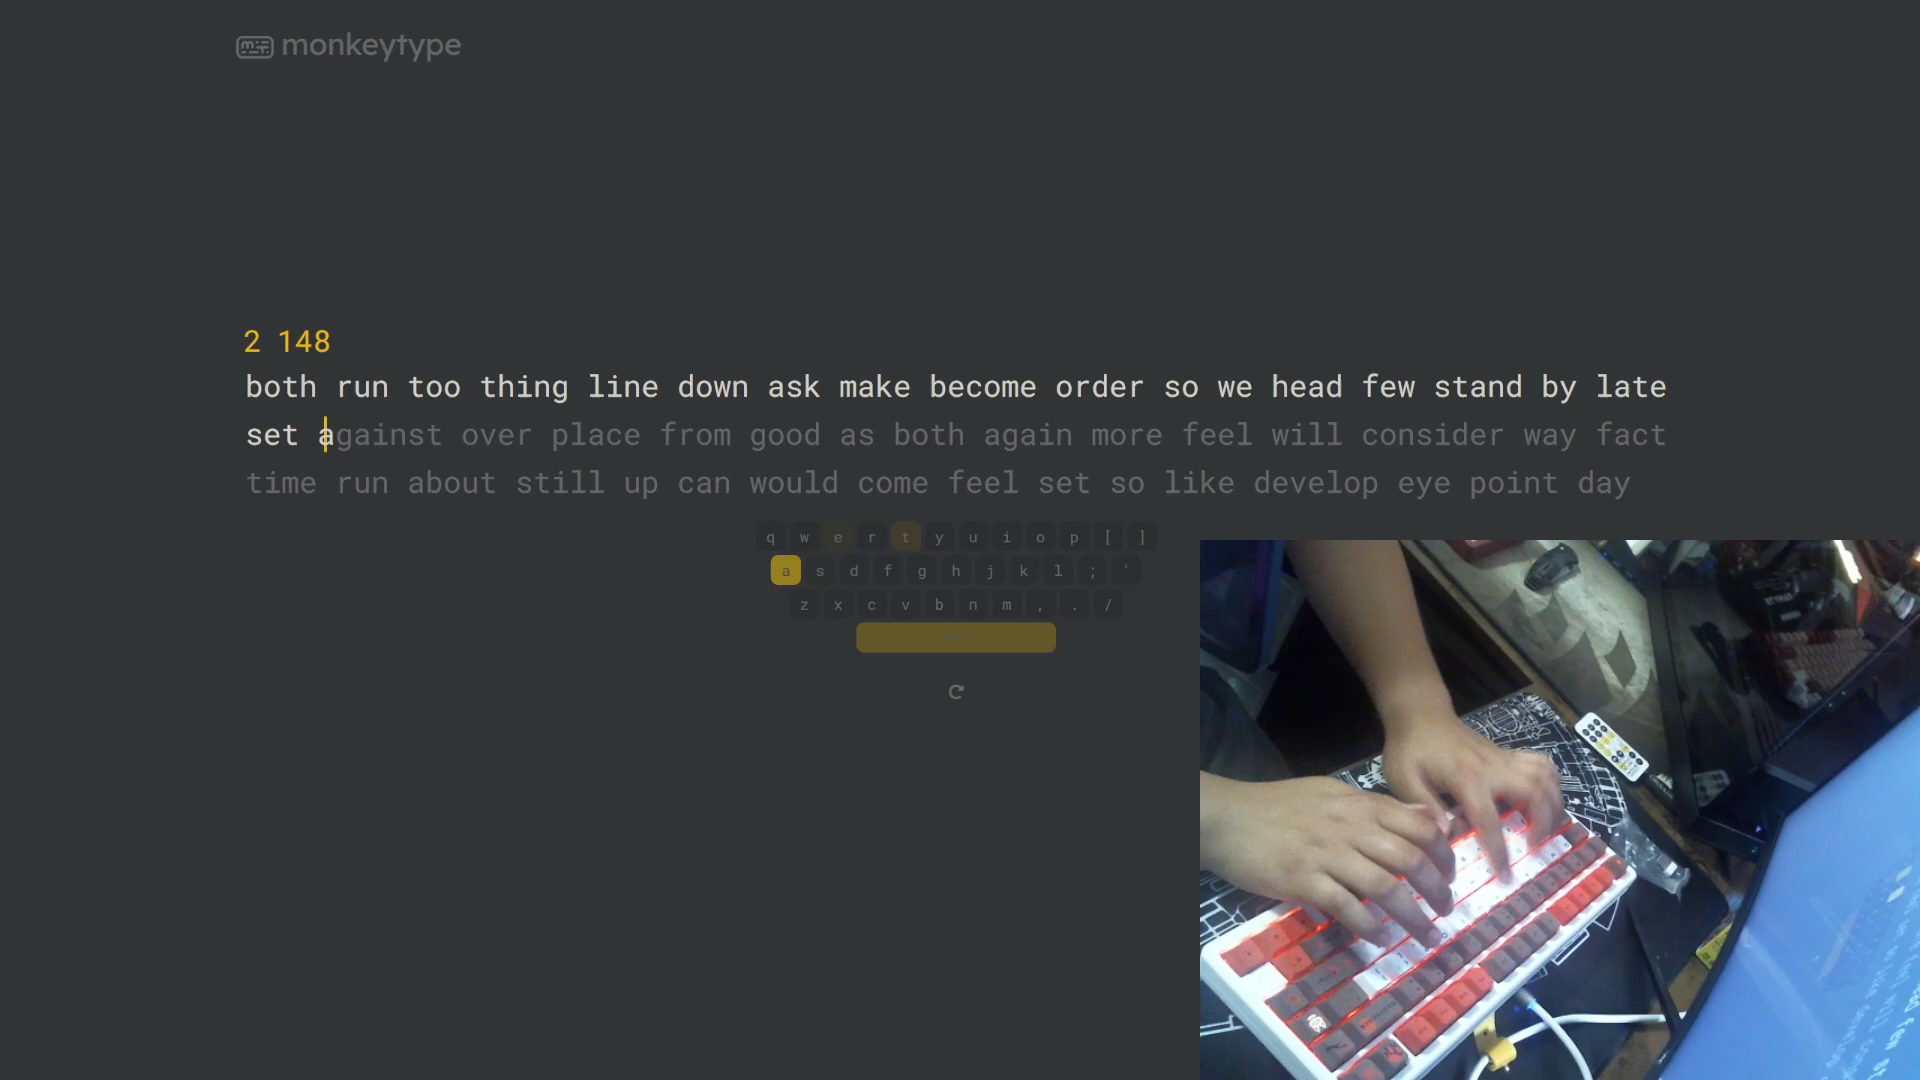 monkeytype
2 148
both run too thing line down ask make become order so we head few stand by late
set against over place from good as both again more feel will consider way fact
time run about still up can would come feel set so like develop eye point day
q w e r t y u i o p [ ]
a s d f g h j k l ; '
z x c v b n m , . /